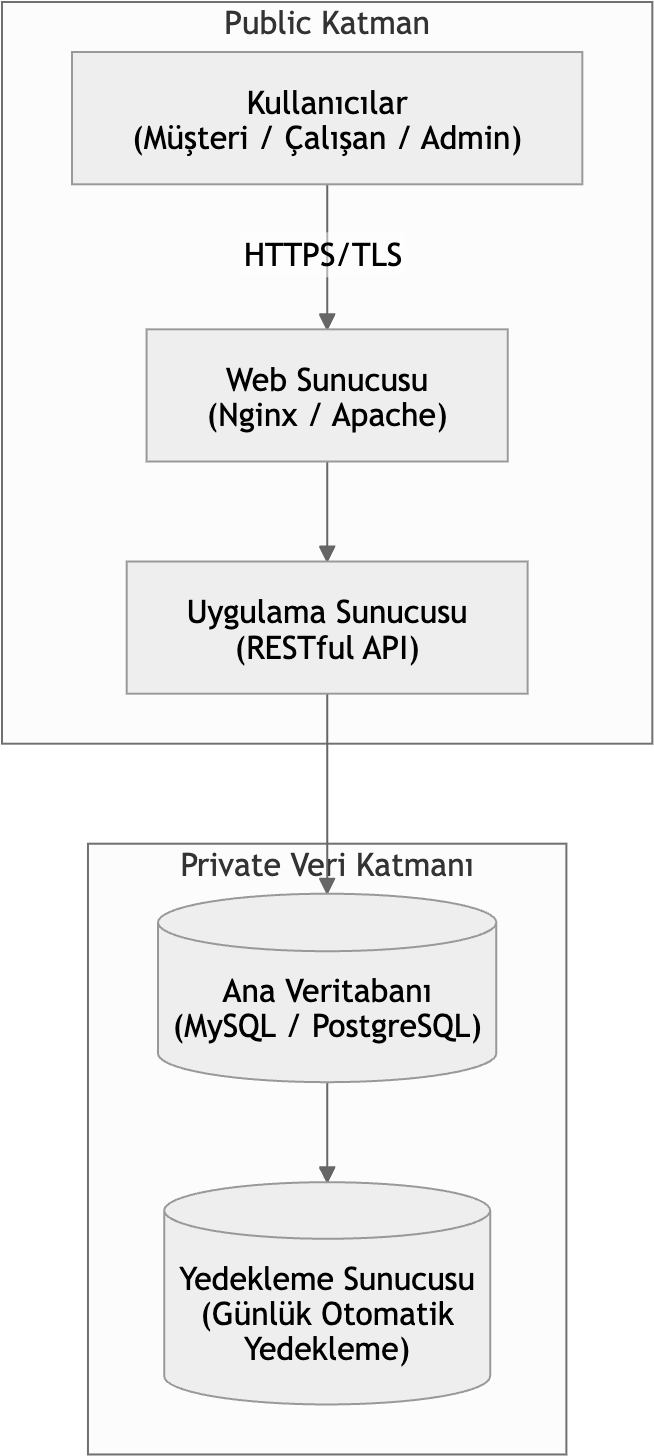 Public Katman
Kullanıcılar
(Müşteri / Çalışan / Admin)
HTTPS/TLS
Web Sunucusu
(Nginx / Apache)
Uygulama Sunucusu
(RESTful API)
Private Veri Katmanı
Ana Veritabanı
(MySQL / PostgreSQL)
Yedekleme Sunucusu
(Günlük Otomatik
Yedekleme)